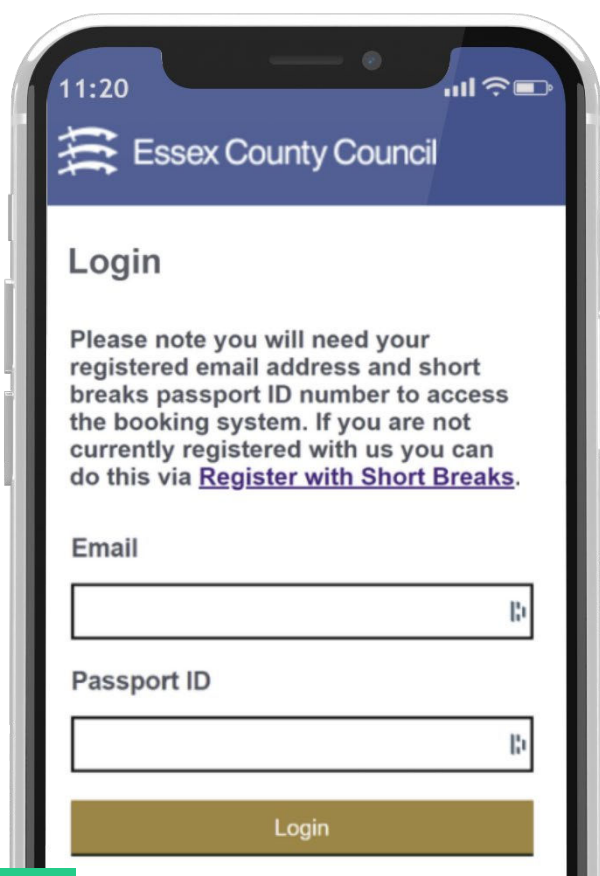 11:20
Essex County Council
Login
Please note you will need your
registered email address and short
breaks passport ID number to access
the booking system. If you are not
currently registered with us you can
do this via Register with Short Breaks.
Email
Passport ID
Login